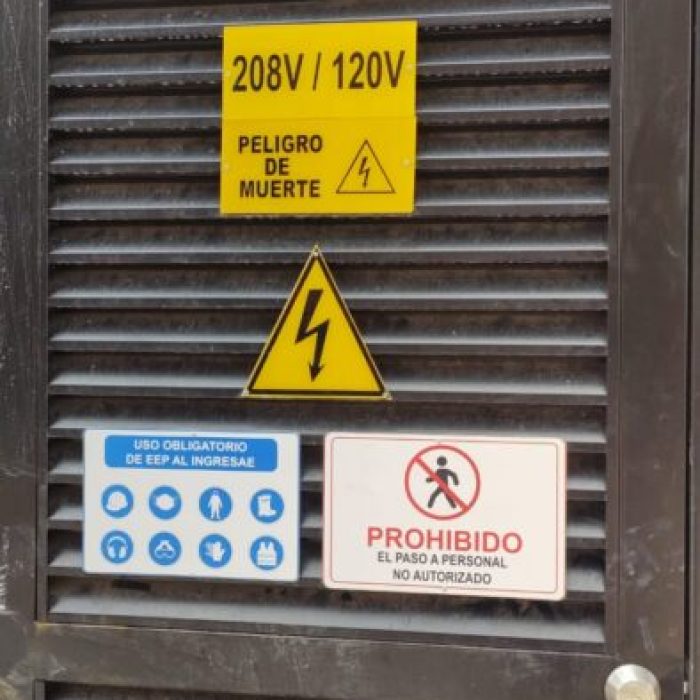 208V / 120V
PELIGRO
DE
MUERTE
USO OBLIGATORIO
DE EEP AL INGRESAE
PROHIBIDO
EL PASO A PERSONAL
NO AUTORIZADO